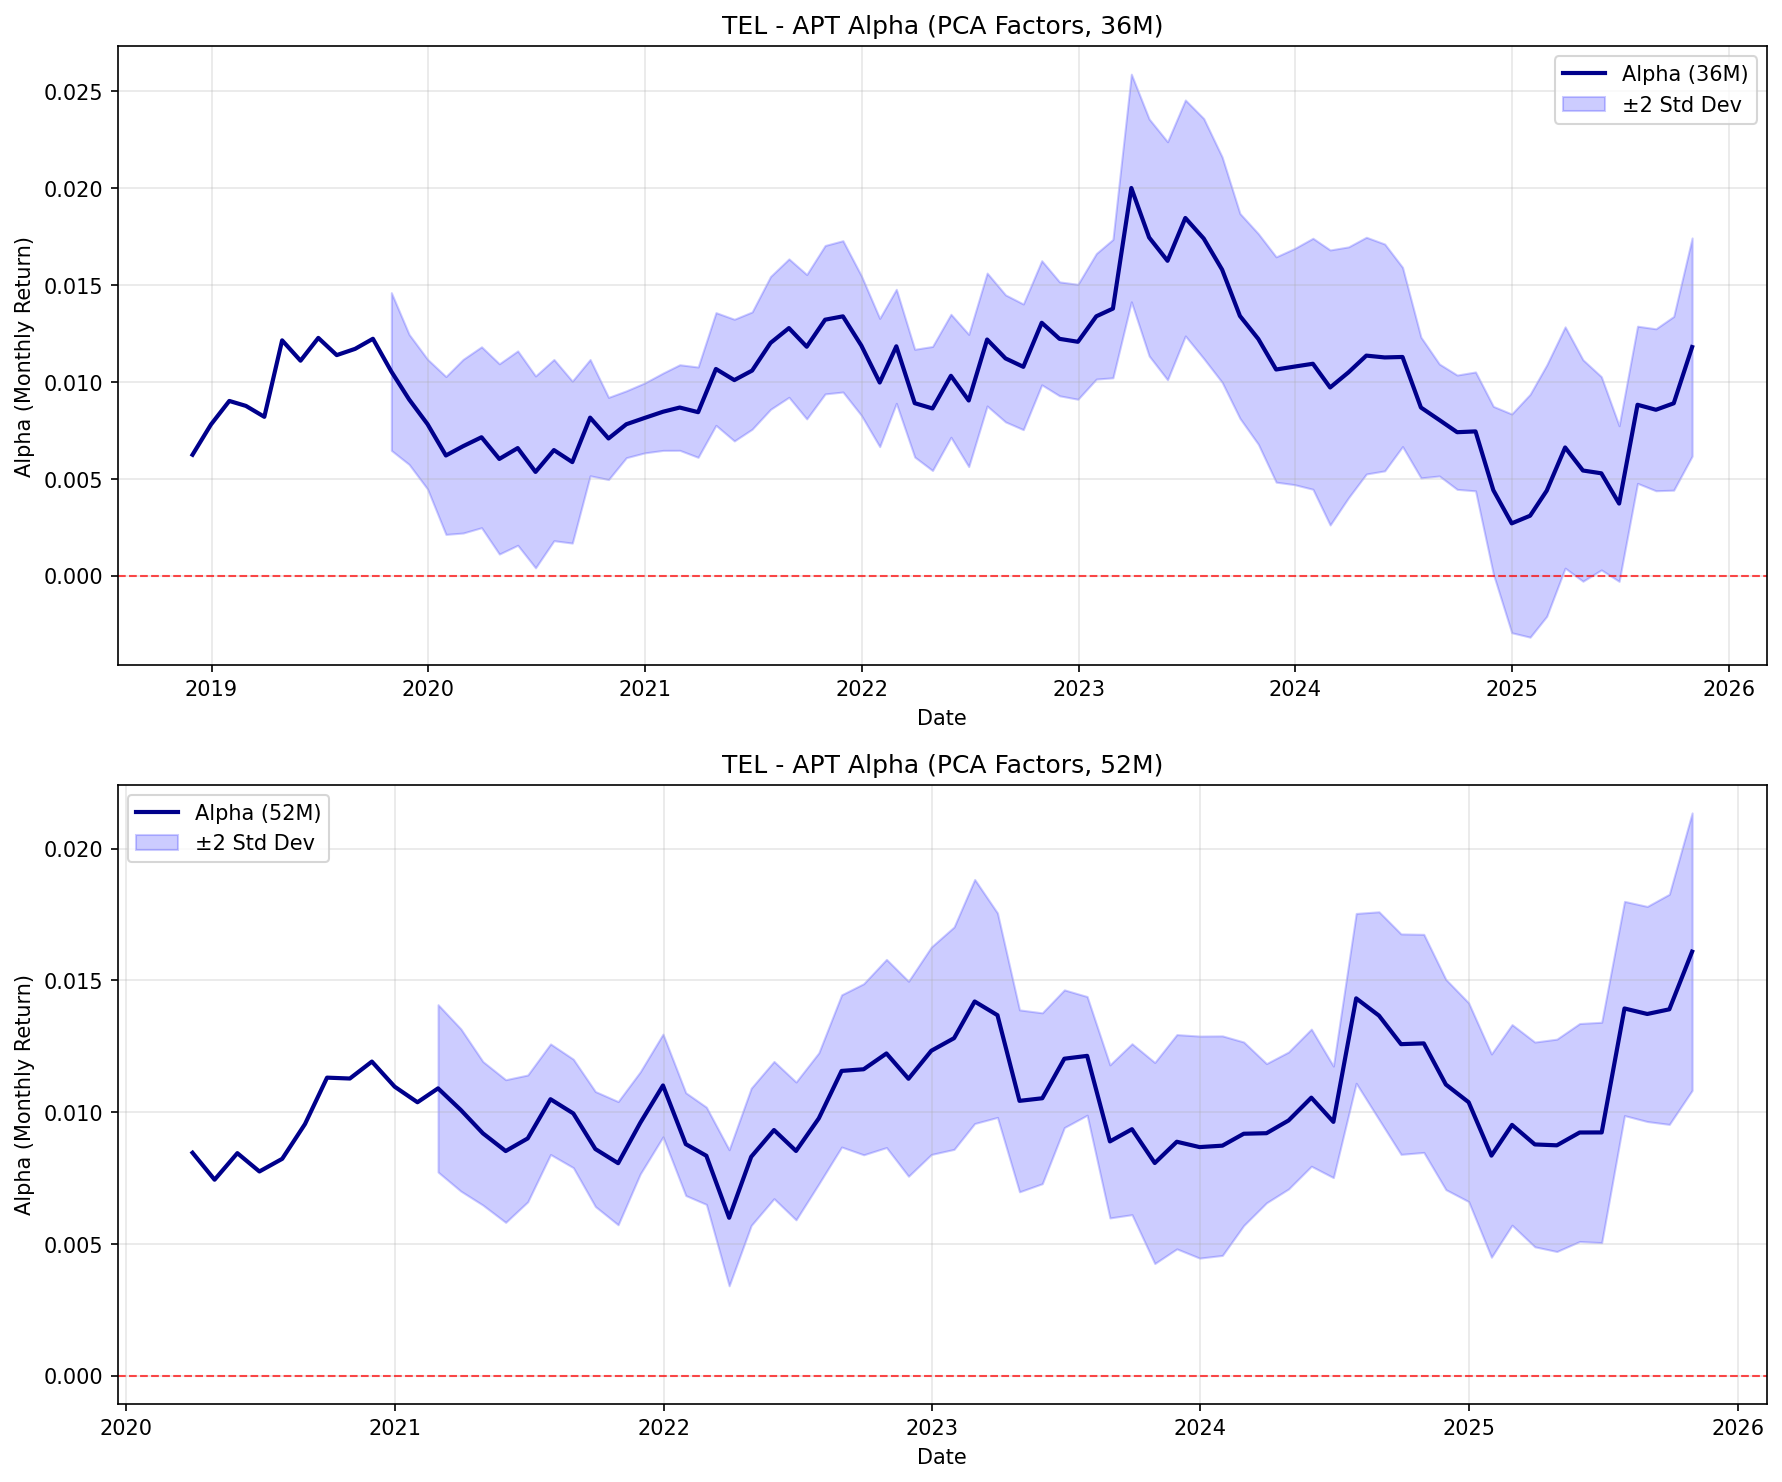 TEL - APT Alpha (PCA Factors, 36M)
Alpha (Monthly Return)
0.025
0.020
0.015
0.010
0.005
0.000
Alpha (36M)
±2 Std Dev
2019 2020 2021 2022 2023 2024 2025 2026
Date
TEL - APT Alpha (PCA Factors, 52M)
Alpha (Monthly Return)
0.020
0.015
0.010
0.005
0.000
Alpha (52M)
±2 Std Dev
2020 2021 2022 2023 2024 2025 2026
Date